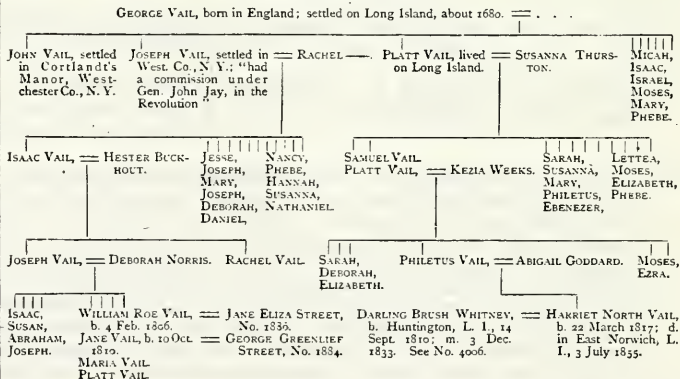 GEORGE VAIL, born in England; settled on Long Island, about 1680. = . . .
JOHN VAIL, settled
in Cortlandt's
Manor, West-
chester Co., N. Y.
JOSEPH VAIL, settled in = RACHEL —.
West. Co., N. Y.; "had
a commission under
Gen. John Jay, in the
Revolution"
PLATT VAIL, lived = SUSANNA THURS-
on Long Island. TON.
MICAH,
ISAAC,
ISRAEL,
MOSES,
MARY,
PHEBE.
ISAAC VAIL, = HESTER BUCK-
HOUT.
JESSE,
JOSEPH,
MARY,
JOSEPH,
DEBORAH,
DANIEL,
NANCY,
PHEBE,
HANNAH,
SUSANNA,
NATHANIEL.
SAMUEL VAIL.
PLATT VAIL, = KEZIA WEEKS.
SARAH,
SUSANNA,
MARY,
PHILETUS,
EBENEZER,
LETTEA,
MOSES,
ELIZABETH,
PHEBE.
JOSEPH VAIL, = DEBORAH NORRIS.
RACHEL VAIL.
SARAH,
DEBORAH,
ELIZABETH.
PHILETUS VAIL, = ABIGAIL GODDARD.
MOSES,
EZRA.
ISAAC,
SUSAN,
ABRAHAM,
JOSEPH.
WILLIAM ROE VAIL, = JANE ELIZA STREET,
b. 4 Feb. 1806. No. 1836.
JANE VAIL, b. 10 Oct. = GEORGE GREENLIEF
1810. STREET, No. 1884.
MARIA VAIL.
PLATT VAIL.
DARLING BRUSH WHITNEY, = HARRIET NORTH VAIL,
b. Huntington, L. I., 14
Sept. 1810; m. 3 Dec.
1833. See No. 4006.
b. 22 March 1817; d.
in East Norwich, L.
I., 3 July 1855.